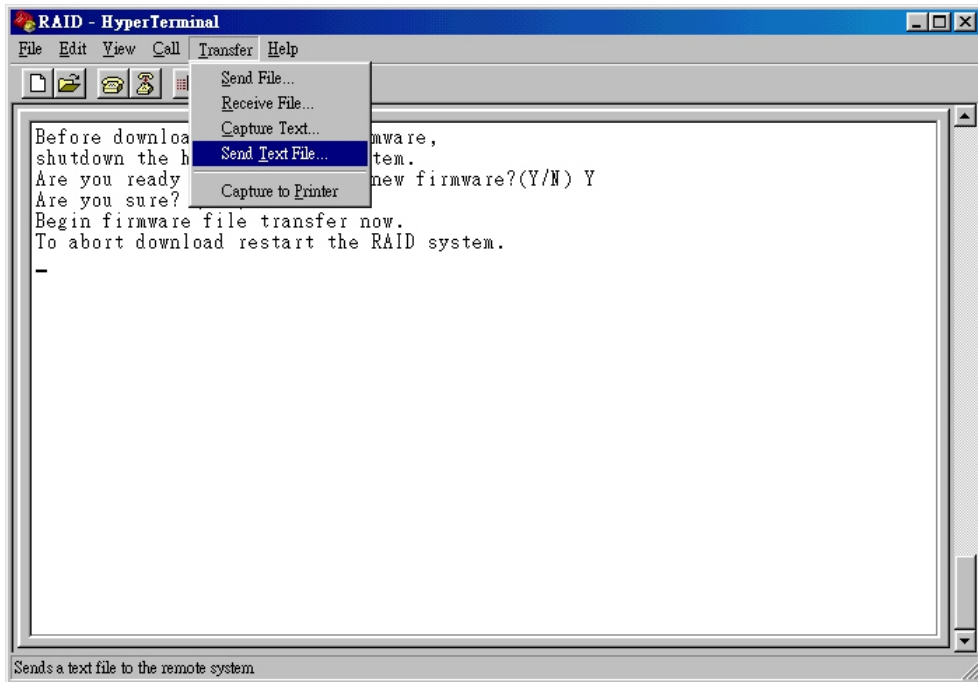 RAID - HyperTerminal
File Edit View Call Transfer Help
Send File...
Receive File...
Capture Text...
Send Text File...
Capture to Printer
Before downloa mware,
shutdown the h tem.
Are you ready new firmware?(Y/N) Y
Are you sure?
Begin firmware file transfer now.
To abort download restart the RAID system.
Sends a text file to the remote system